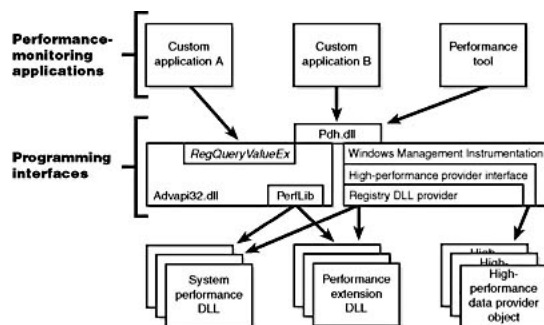 Performance-
monitoring
applications
Custom
application A
Custom
application B
Performance
tool
Programming
interfaces
Pdh.dll
RegQueryValueEx
Advapi32.dll
PerfLib
Windows Management Instrumentation
High-performance provider interface
Registry DLL provider
System
performance
DLL
Performance
extension DLL
High-
High-
High-
performance
data provider
object